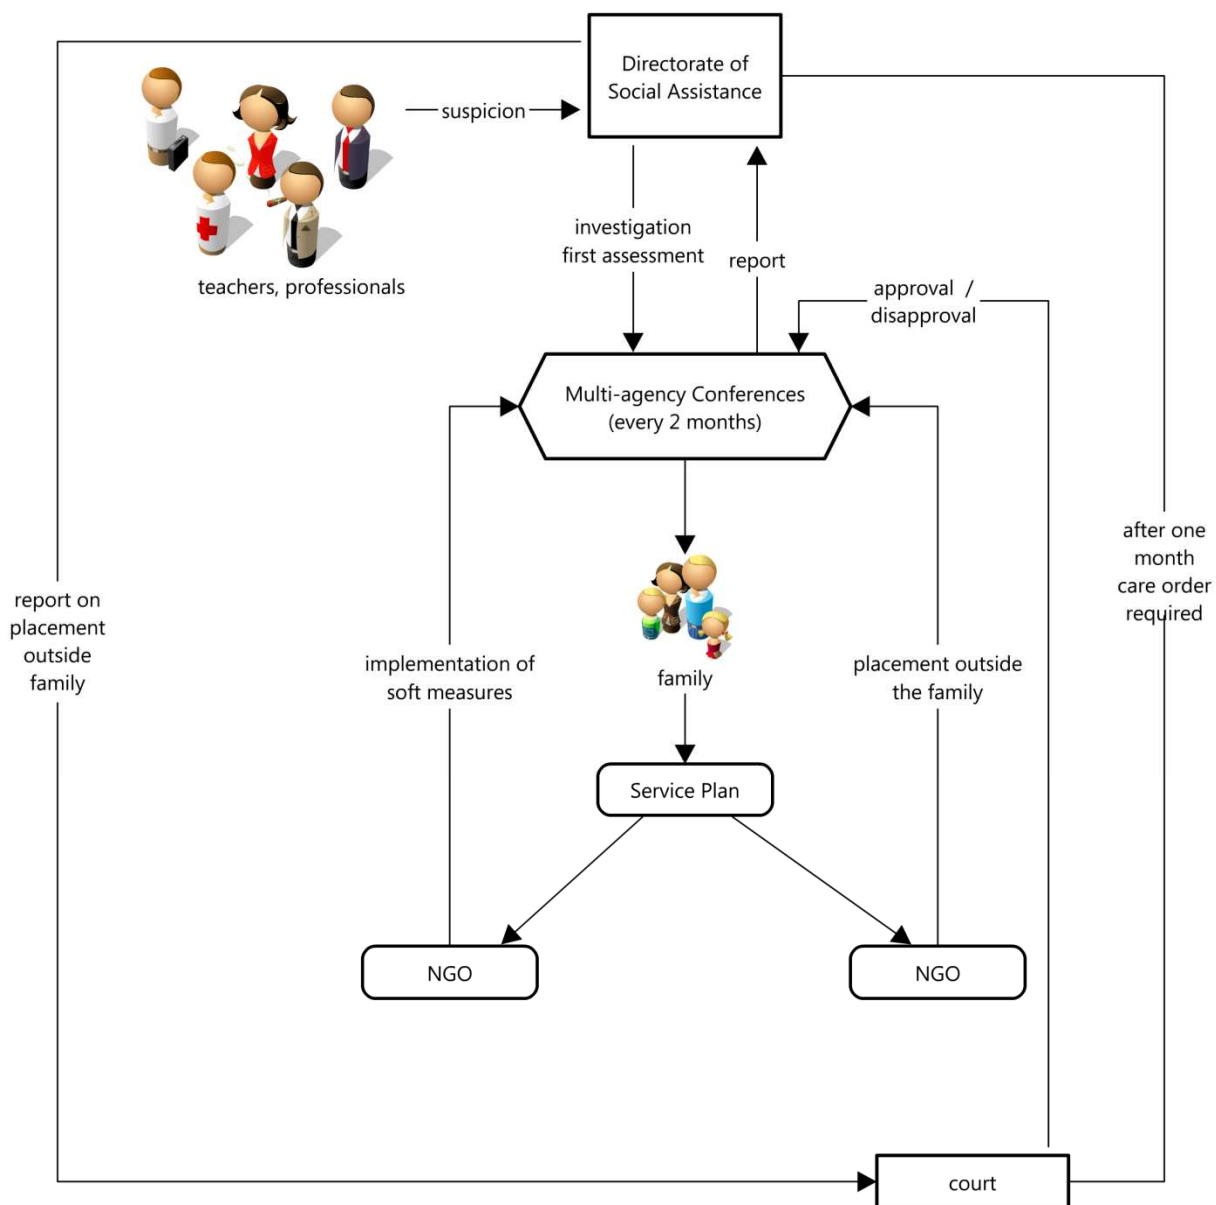 Directorate of
Social Assistance
suspicion
teachers, professionals
investigation
first assessment
report
approval  /
disapproval
Multi-agency Conferences
(every 2 months)
after one
month
care order
required
report on
placement
outside
family
implementation of
soft measures
family
placement outside
the family
Service Plan
NGO
NGO
court